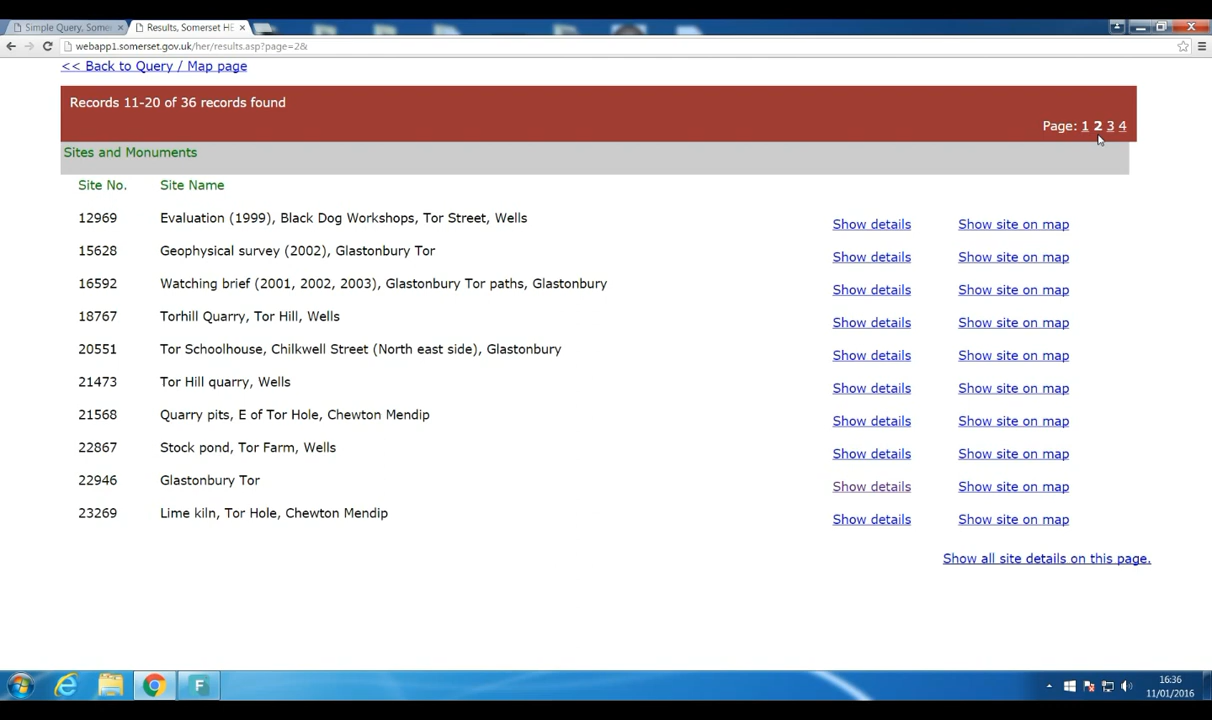 Simple Query, Some
Results, Somerset HE
webapp1.somerset.gov.uk/her/results.asp?page=2&
<< Back to Query / Map page
Records 11-20 of 36 records found
Page: 1 2 3 4
Sites and Monuments
Site No. Site Name
12969 Evaluation (1999), Black Dog Workshops, Tor Street, Wells Show details Show site on map
15628 Geophysical survey (2002), Glastonbury Tor Show details Show site on map
16592 Watching brief (2001, 2002, 2003), Glastonbury Tor paths, Glastonbury Show details Show site on map
18767 Torhill Quarry, Tor Hill, Wells Show details Show site on map
20551 Tor Schoolhouse, Chilkwell Street (North east side), Glastonbury Show details Show site on map
21473 Tor Hill quarry, Wells Show details Show site on map
21568 Quarry pits, E of Tor Hole, Chewton Mendip Show details Show site on map
22867 Stock pond, Tor Farm, Wells Show details Show site on map
22946 Glastonbury Tor Show details Show site on map
23269 Lime kiln, Tor Hole, Chewton Mendip Show details Show site on map
Show all site details on this page.
F
16:36
11/01/2016